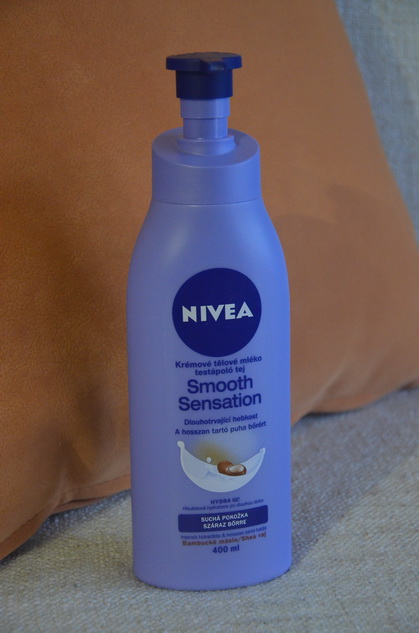 NIVEA
Krémové tělové mléko
testápoló tej
Smooth
Sensation
Dlouhotrvající hebkost
A hosszan tartó puha bőrért
HYDRA IQ
SUCHÁ POKOŽKA
SZÁRAZ BŐRRE
Bambucké máslo/Shea vaj
400 ml